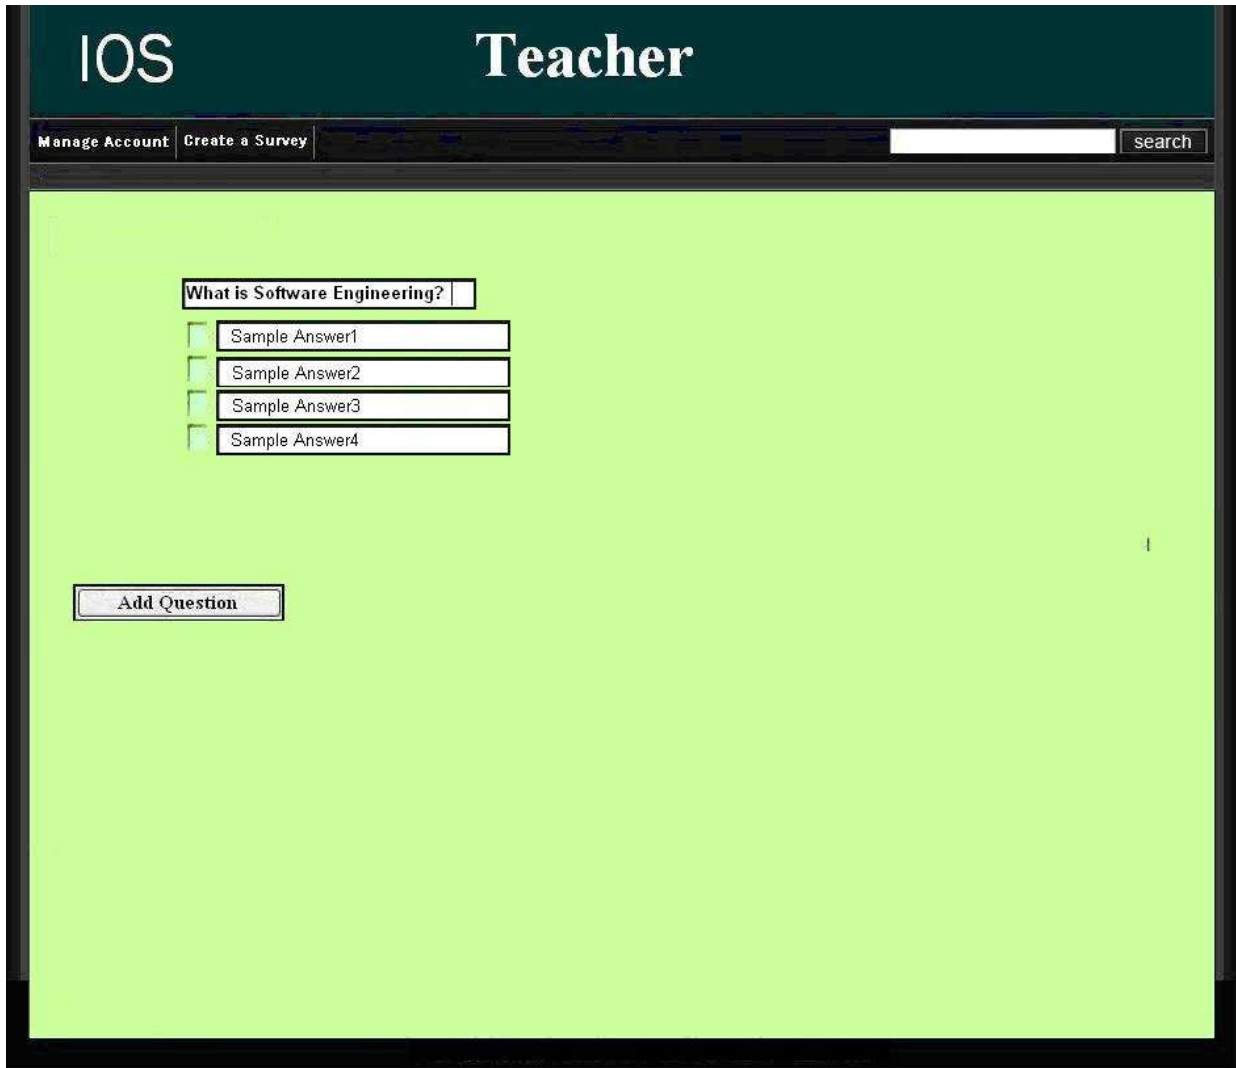 IOS Teacher
Manage Account Create a Survey search
What is Software Engineering?
Sample Answer1
Sample Answer2
Sample Answer3
Sample Answer4
Add Question